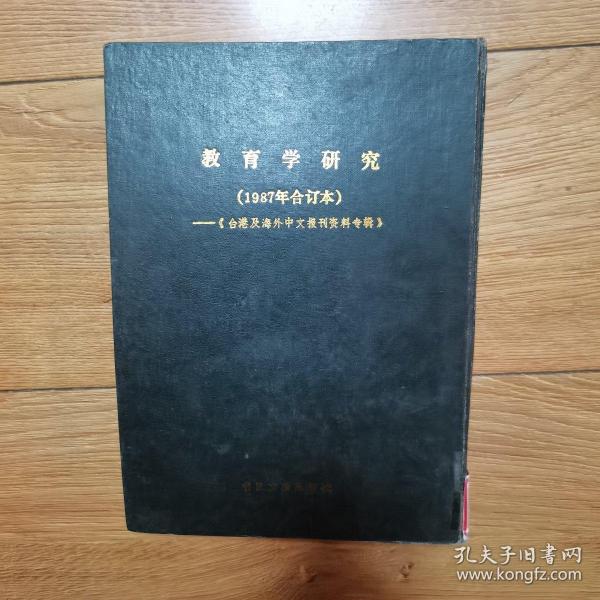 教育学研究
(1987年合订本)
——《台港及海外中文报刊资料专辑》
孔夫子旧书网
www.kongfz.com